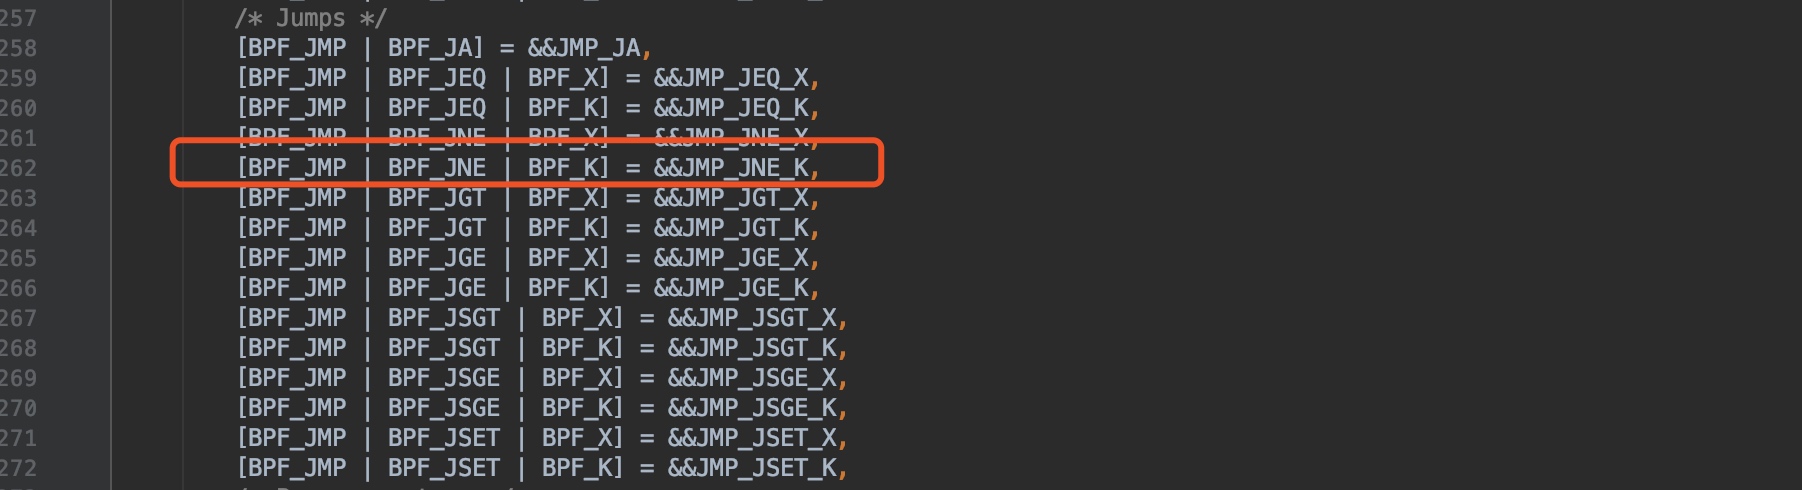 257 /* Jumps */
258 [BPF_JMP | BPF_JA] = &&JMP_JA,
259 [BPF_JMP | BPF_JEQ | BPF_X] = &&JMP_JEQ_X,
260 [BPF_JMP | BPF_JEQ | BPF_K] = &&JMP_JEQ_K,
261 [BPF_JMP | BPF_JNE | BPF_X] = &&JMP_JNE_X,
262 [BPF_JMP | BPF_JNE | BPF_K] = &&JMP_JNE_K,
263 [BPF_JMP | BPF_JGT | BPF_X] = &&JMP_JGT_X,
264 [BPF_JMP | BPF_JGT | BPF_K] = &&JMP_JGT_K,
265 [BPF_JMP | BPF_JGE | BPF_X] = &&JMP_JGE_X,
266 [BPF_JMP | BPF_JGE | BPF_K] = &&JMP_JGE_K,
267 [BPF_JMP | BPF_JSGT | BPF_X] = &&JMP_JSGT_X,
268 [BPF_JMP | BPF_JSGT | BPF_K] = &&JMP_JSGT_K,
269 [BPF_JMP | BPF_JSGE | BPF_X] = &&JMP_JSGE_X,
270 [BPF_JMP | BPF_JSGE | BPF_K] = &&JMP_JSGE_K,
271 [BPF_JMP | BPF_JSET | BPF_X] = &&JMP_JSET_X,
272 [BPF_JMP | BPF_JSET | BPF_K] = &&JMP_JSET_K,